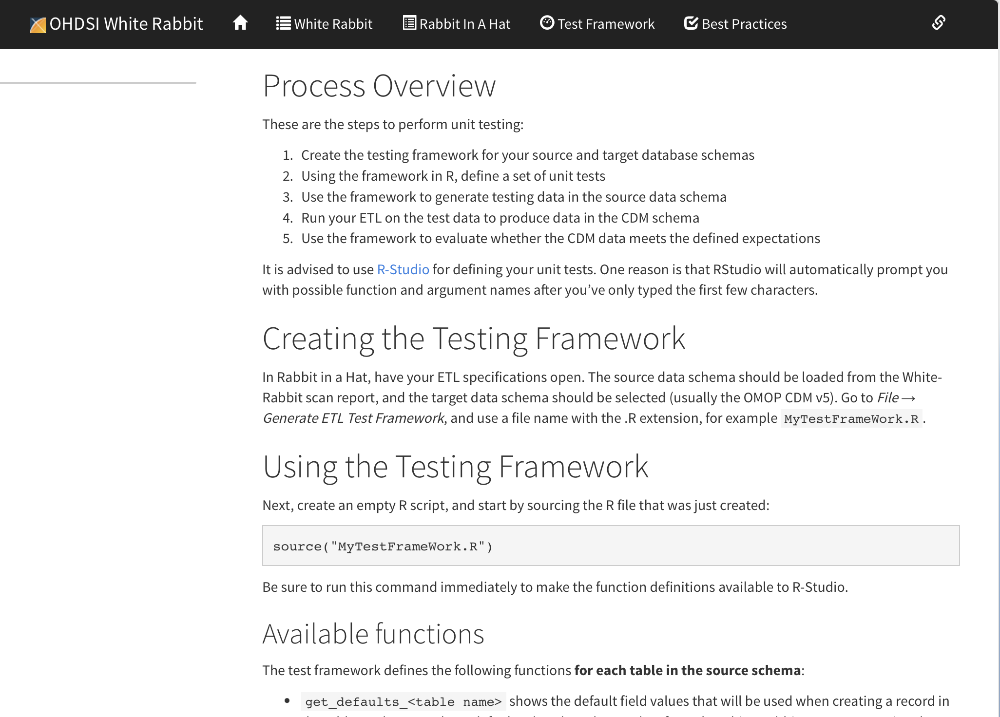 OHDSI White Rabbit White Rabbit Rabbit In A Hat Test Framework Best Practices
Process Overview
These are the steps to perform unit testing:
1. Create the testing framework for your source and target database schemas
2. Using the framework in R, define a set of unit tests
3. Use the framework to generate testing data in the source data schema
4. Run your ETL on the test data to produce data in the CDM schema
5. Use the framework to evaluate whether the CDM data meets the defined expectations
It is advised to use R-Studio for defining your unit tests. One reason is that RStudio will automatically prompt you
with possible function and argument names after you’ve only typed the first few characters.
Creating the Testing Framework
In Rabbit in a Hat, have your ETL specifications open. The source data schema should be loaded from the White-
Rabbit scan report, and the target data schema should be selected (usually the OMOP CDM v5). Go to File →
Generate ETL Test Framework, and use a file name with the .R extension, for example MyTestFrameWork.R.
Using the Testing Framework
Next, create an empty R script, and start by sourcing the R file that was just created:
source("MyTestFrameWork.R")
Be sure to run this command immediately to make the function definitions available to R-Studio.
Available functions
The test framework defines the following functions for each table in the source schema:
• get_defaults_<table name> shows the default field values that will be used when creating a record in